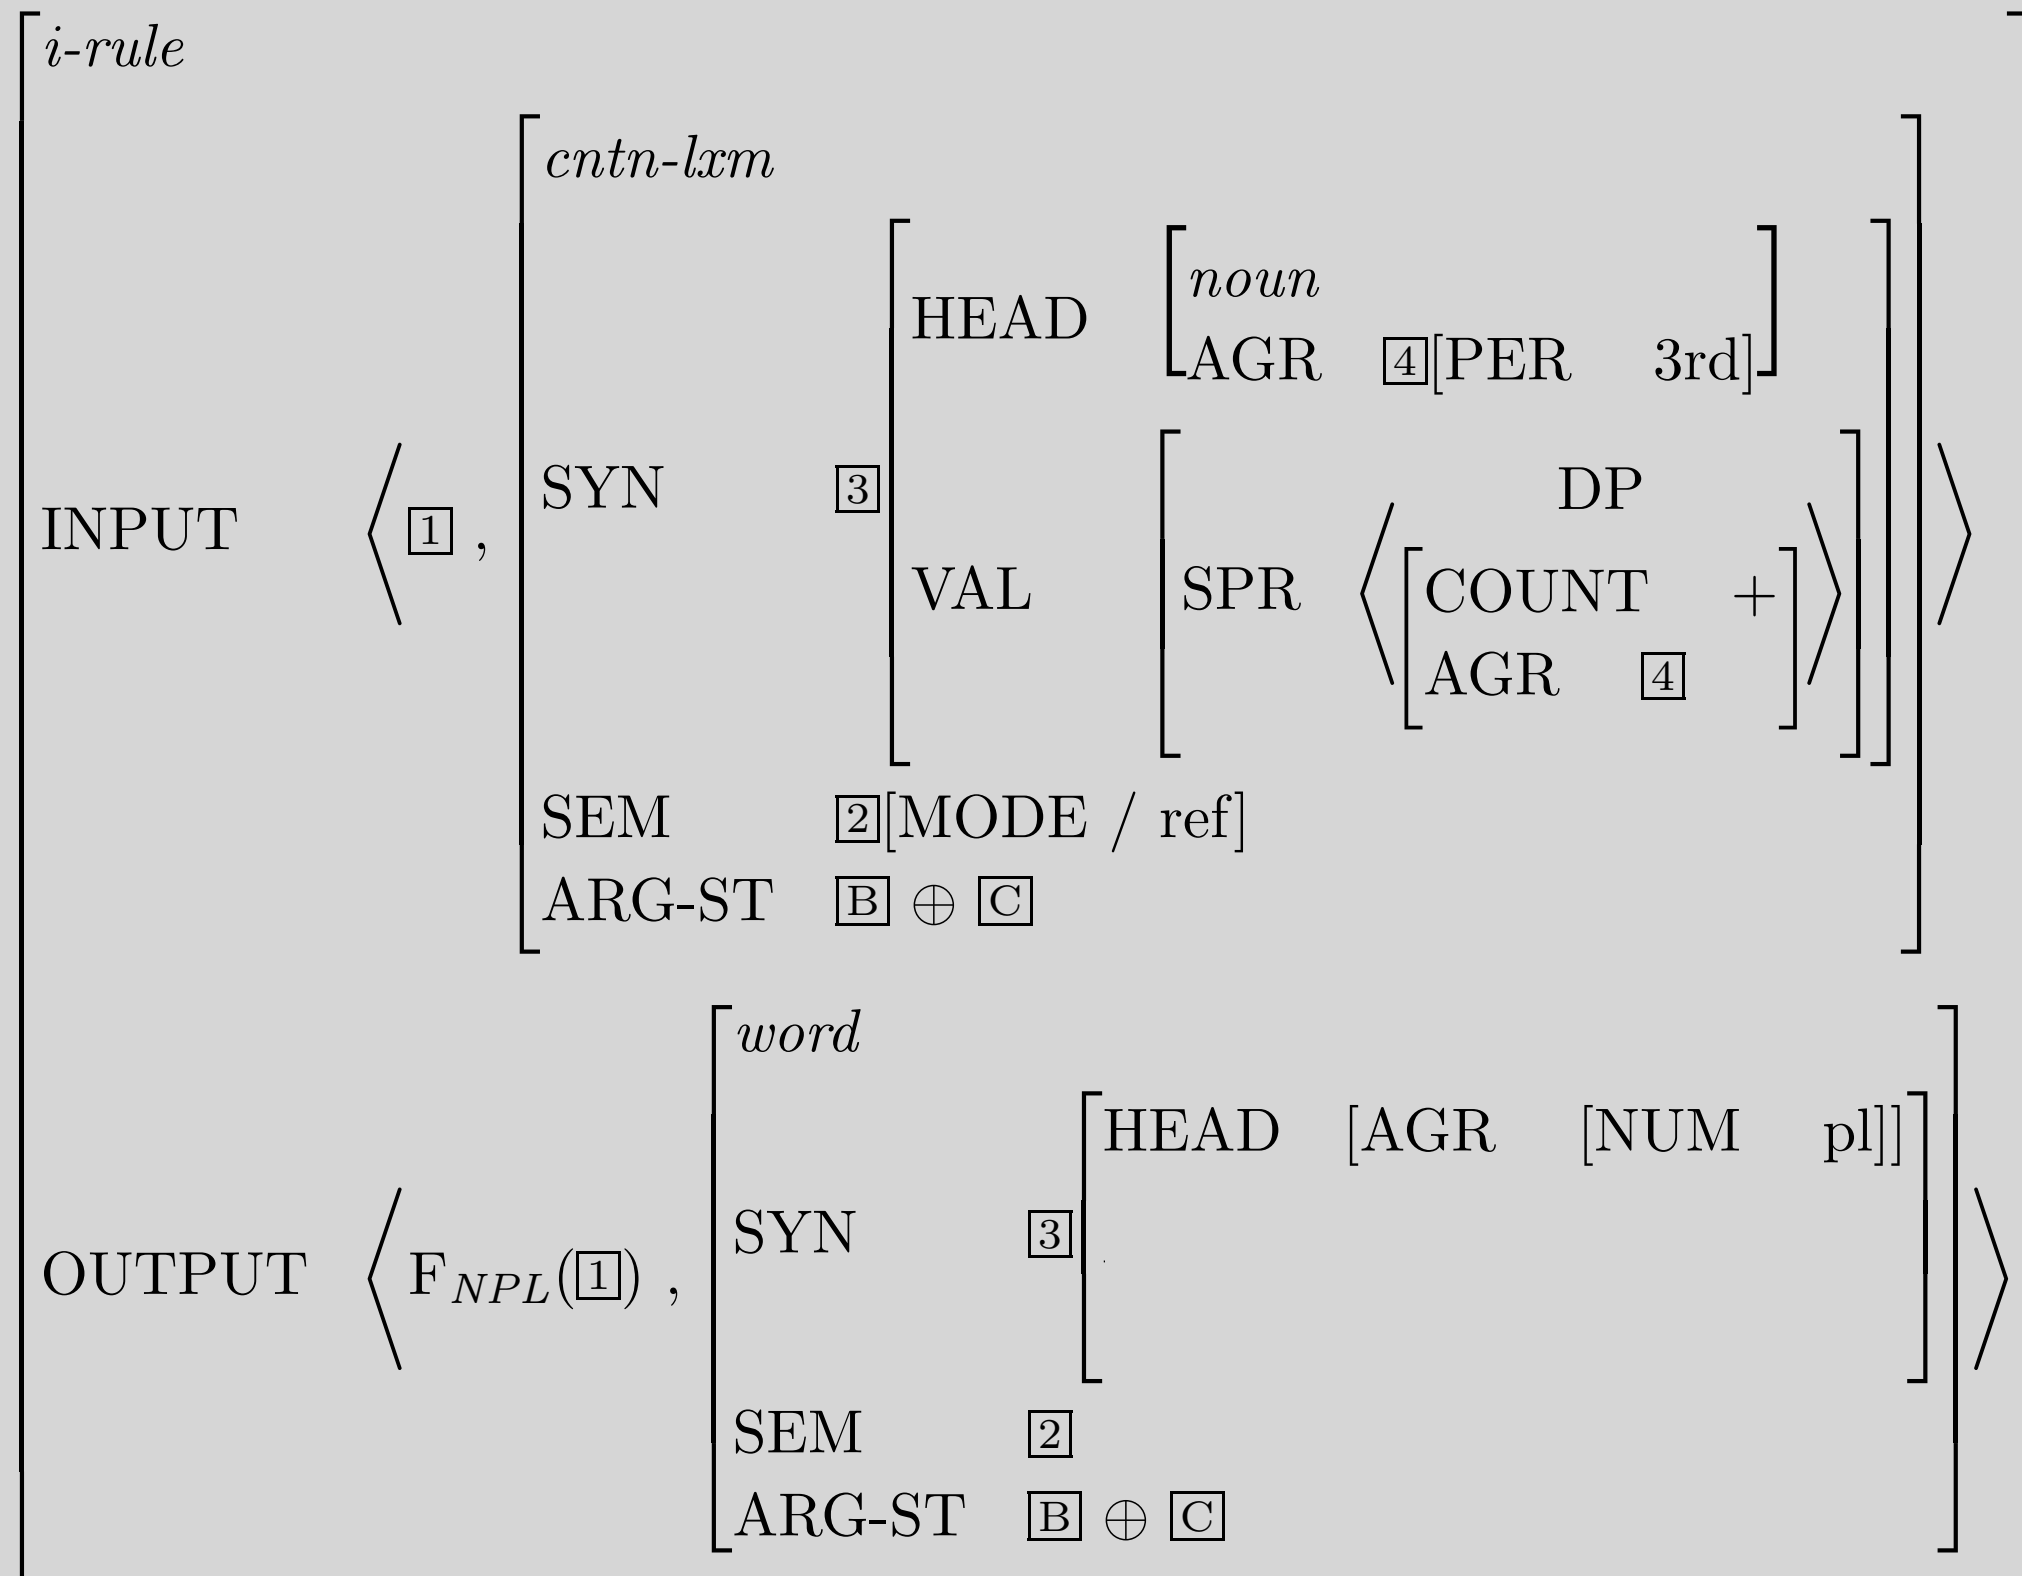 i-rule
cntn-lxm
noun
HEAD
AGR 4 [PER 3rd]
SYN 3
DP
INPUT ⟨ 1 ,
VAL [SPR ⟨ [COUNT +] ⟩]
AGR 4
SEM 2 [MODE / ref]
ARG-ST B ⊕ C
word
HEAD [AGR [NUM pl]]
SYN 3
OUTPUT ⟨ F_NPL(1) ,
SEM 2
ARG-ST B ⊕ C